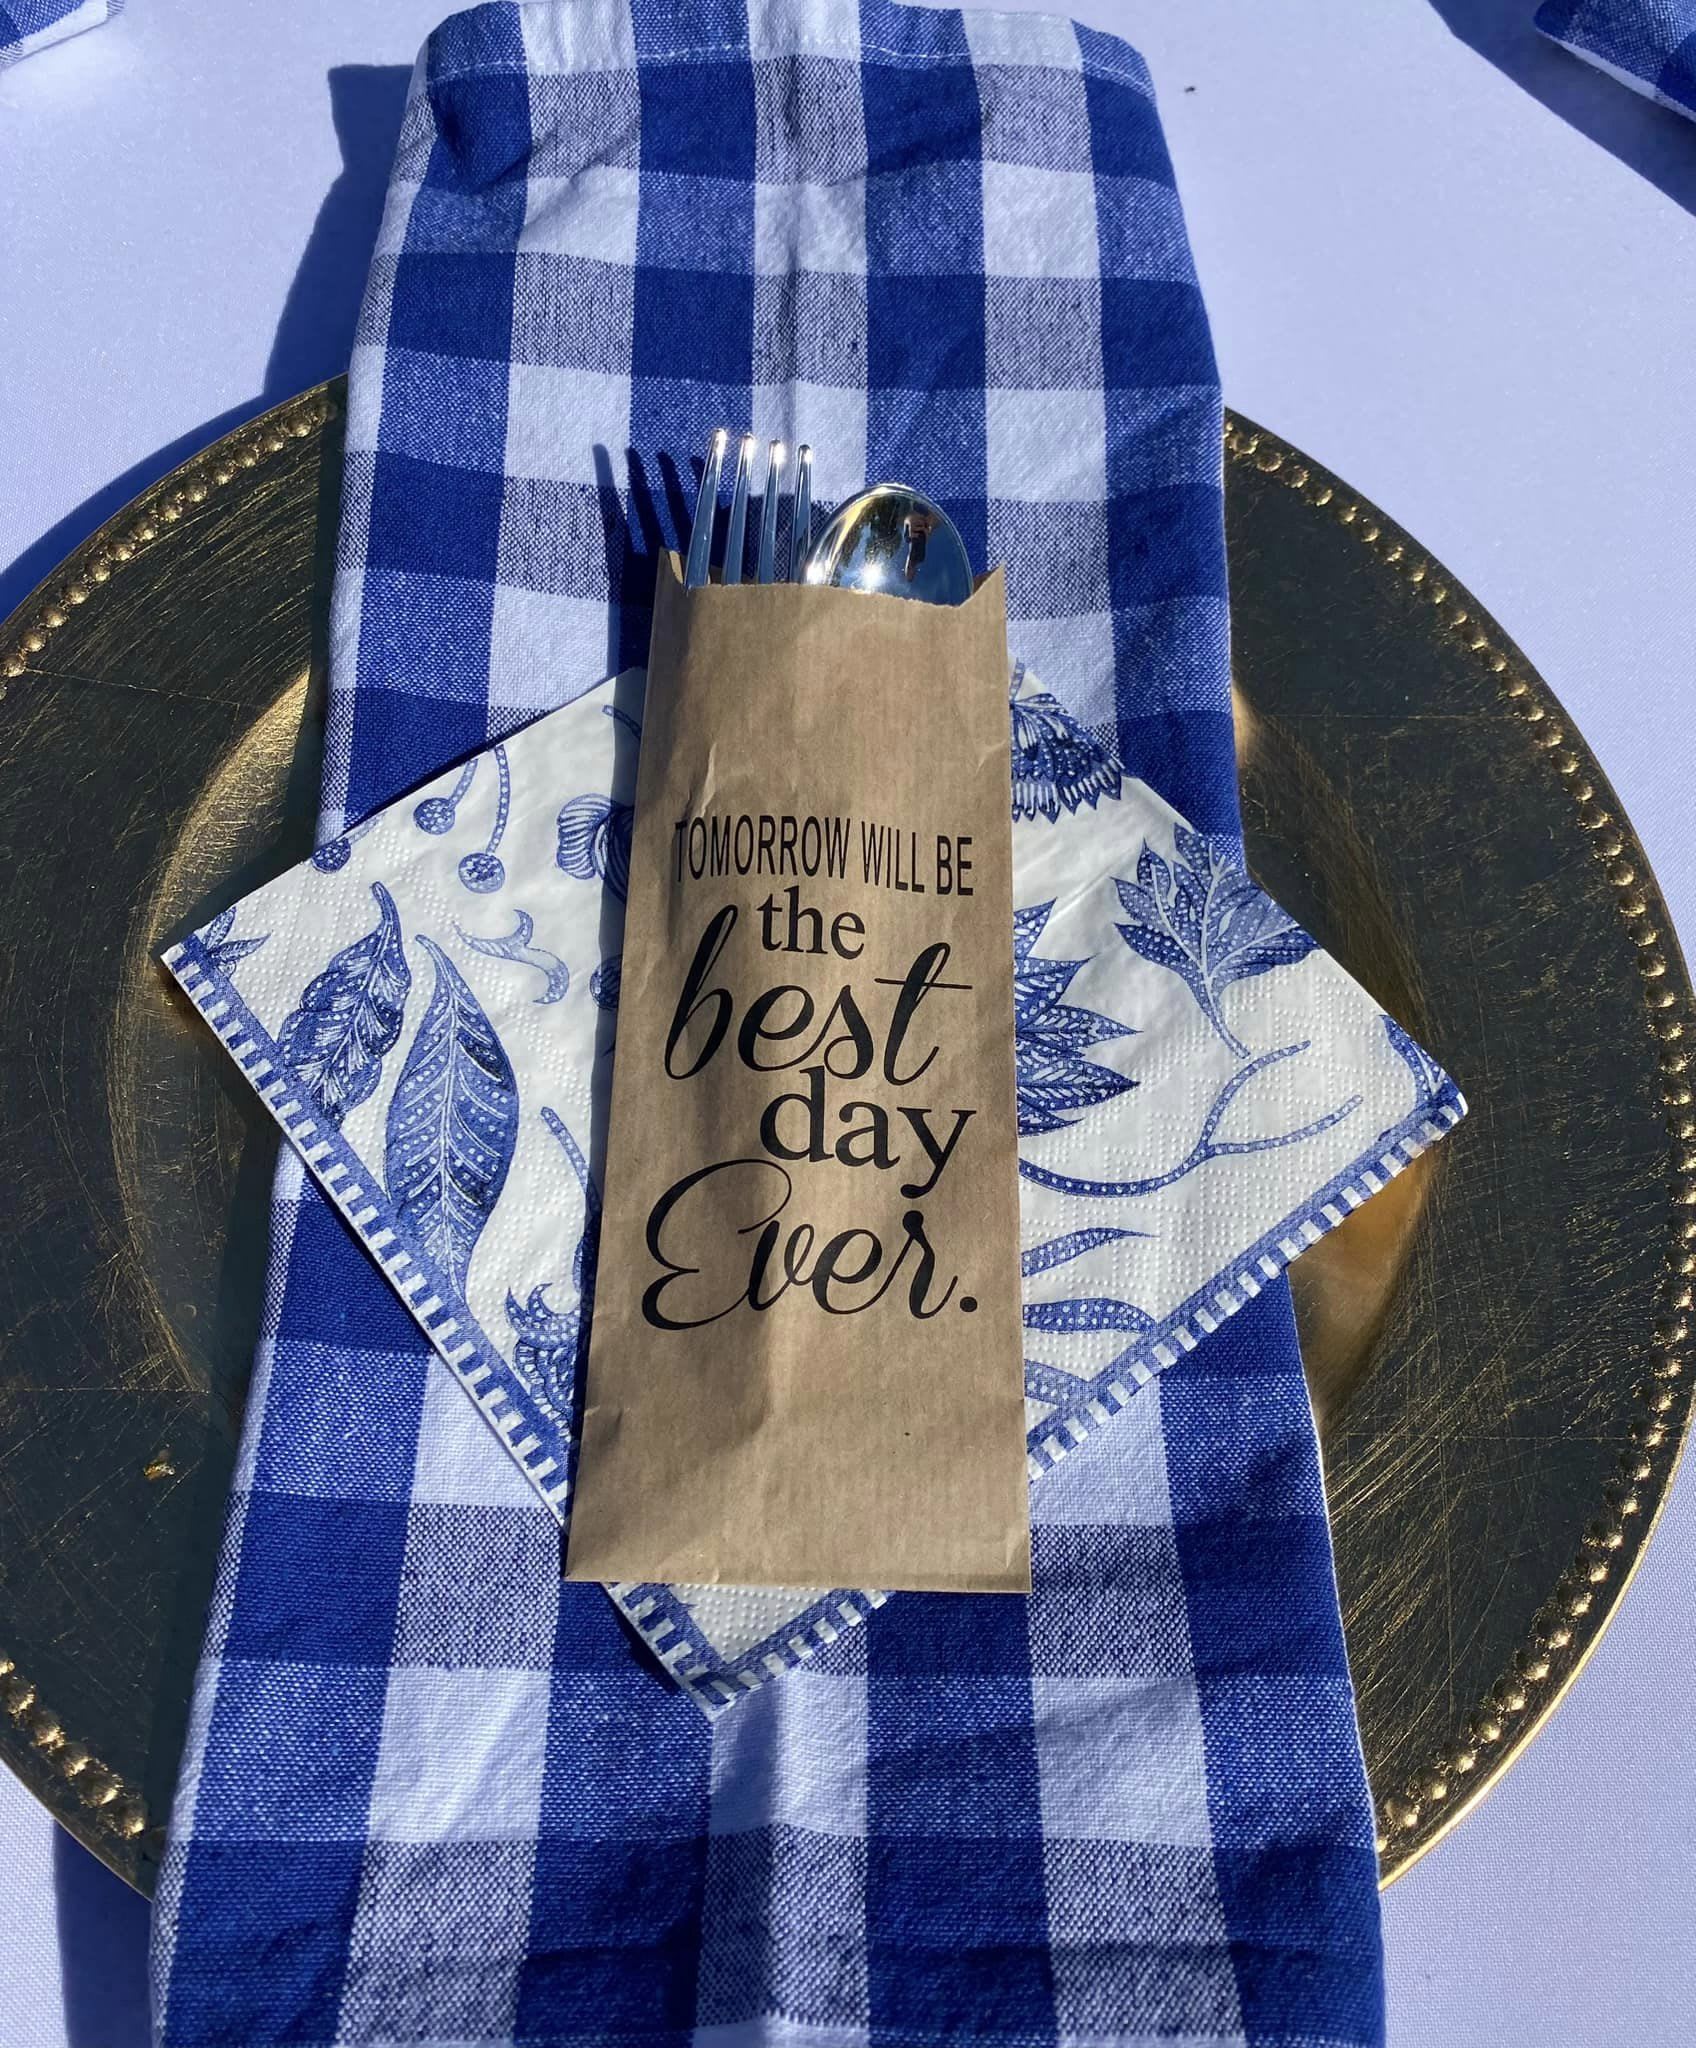 TOMORROW WILL BE
the
best
day
Ever.